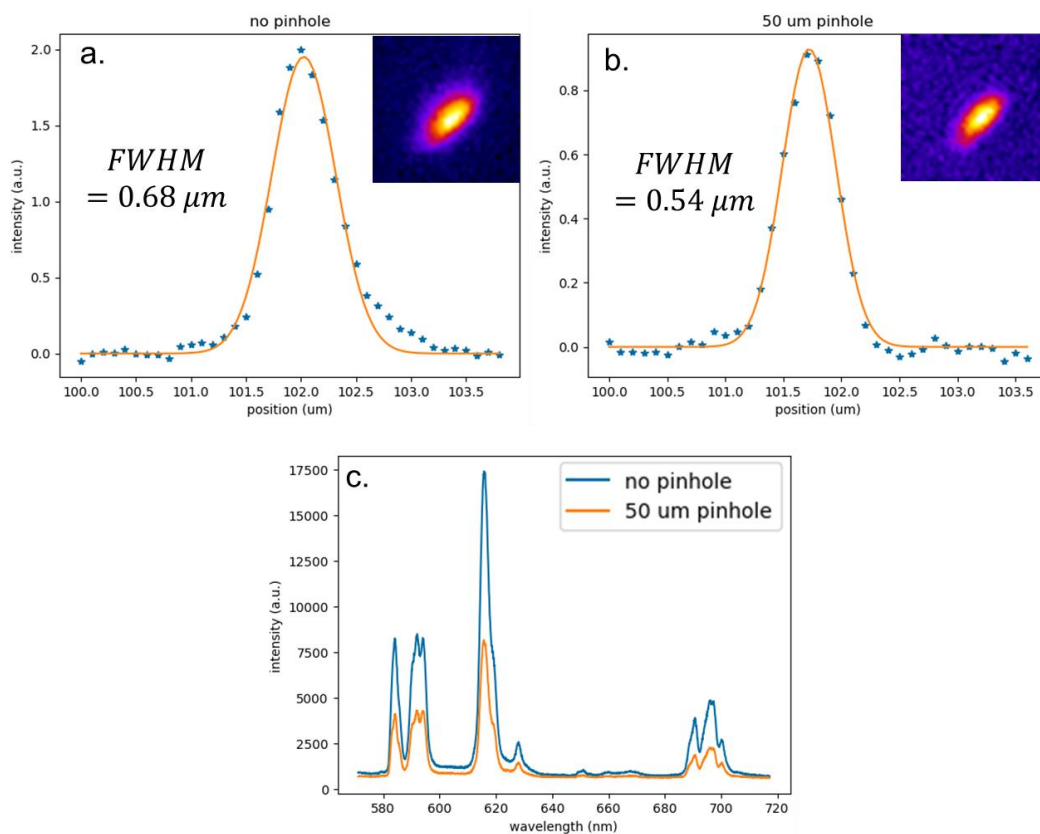 no pinhole
a.
FWHM
= 0.68 μm
intensity (a.u.)
2.0
1.5
1.0
0.5
0.0
100.0 100.5 101.0 101.5 102.0 102.5 103.0 103.5
position (um)
50 um pinhole
b.
FWHM
= 0.54 μm
intensity (a.u.)
0.8
0.6
0.4
0.2
0.0
100.0 100.5 101.0 101.5 102.0 102.5 103.0 103.5
position (um)
c.
no pinhole
50 um pinhole
intensity (a.u.)
17500
15000
12500
10000
7500
5000
2500
0
580 600 620 640 660 680 700 720
wavelength (nm)